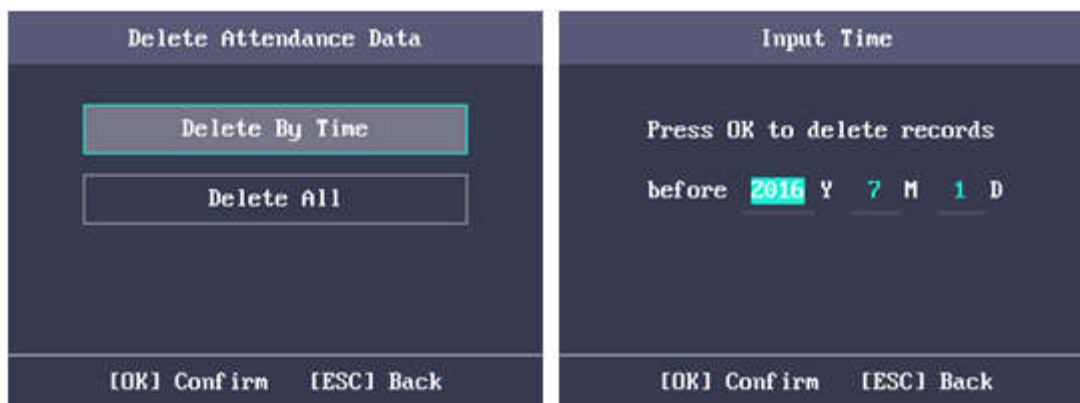 Delete Attendance Data
Delete By Time
Delete All
[OK] Confirm [ESC] Back
Input Time
Press OK to delete records
before 2016 Y 7 M 1 D
[OK] Confirm [ESC] Back